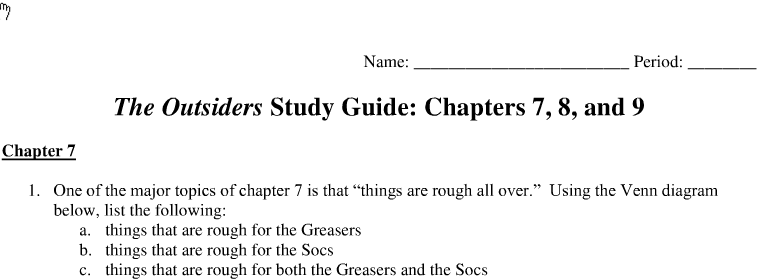 Name: _________________________ Period: ________
The Outsiders Study Guide: Chapters 7, 8, and 9
Chapter 7
1. One of the major topics of chapter 7 is that “things are rough all over.” Using the Venn diagram
below, list the following:
a. things that are rough for the Greasers
b. things that are rough for the Socs
c. things that are rough for both the Greasers and the Socs